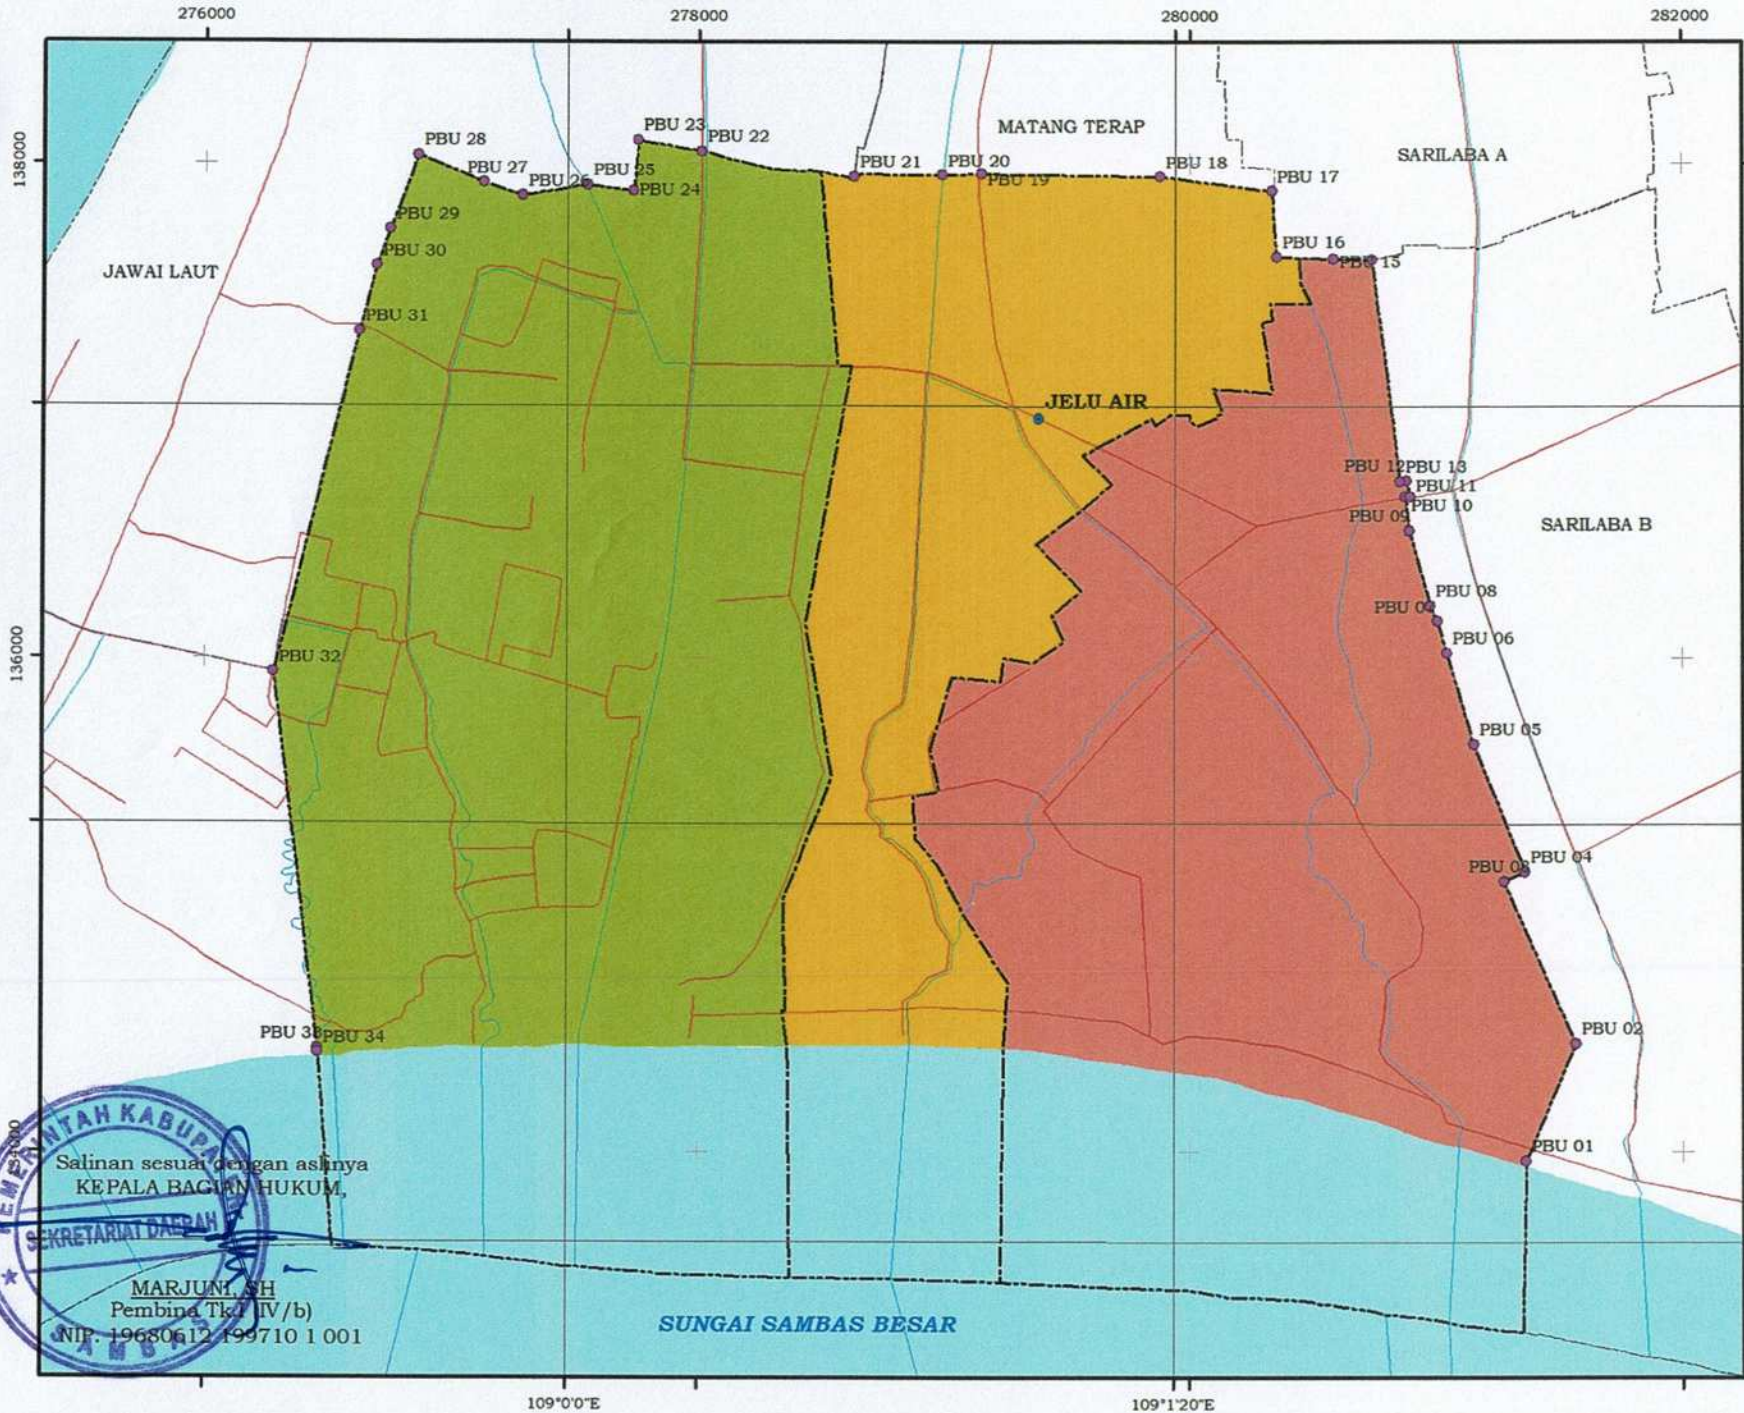 276000
278000
280000
282000
138000
136000
134000
MATANG TERAP
SARILABA A
JAWAI LAUT
SARILABA B
JELU AIR
PBU 28
PBU 27
PBU 26
PBU 25
PBU 23
PBU 22
PBU 24
PBU 21
PBU 20
PBU 19
PBU 18
PBU 17
PBU 16
PBU 15
PBU 29
PBU 30
PBU 31
PBU 12
PBU 13
PBU 11
PBU 10
PBU 09
PBU 08
PBU
PBU 06
PBU 32
PBU 05
PBU 04
PBU 03
PBU 02
PBU 33
PBU 34
PBU 01
PEMERINTAH KABUPATEN
SEKRETARIAT DAERAH
SAMBAS
Salinan sesuai dengan aslinya
KEPALA BAGIAN HUKUM,
MARJUNI, SH
Pembina Tk.I (IV/b)
NIP. 19680612 199710 1 001
SUNGAI SAMBAS BESAR
109°0'0"E
109°1'20"E